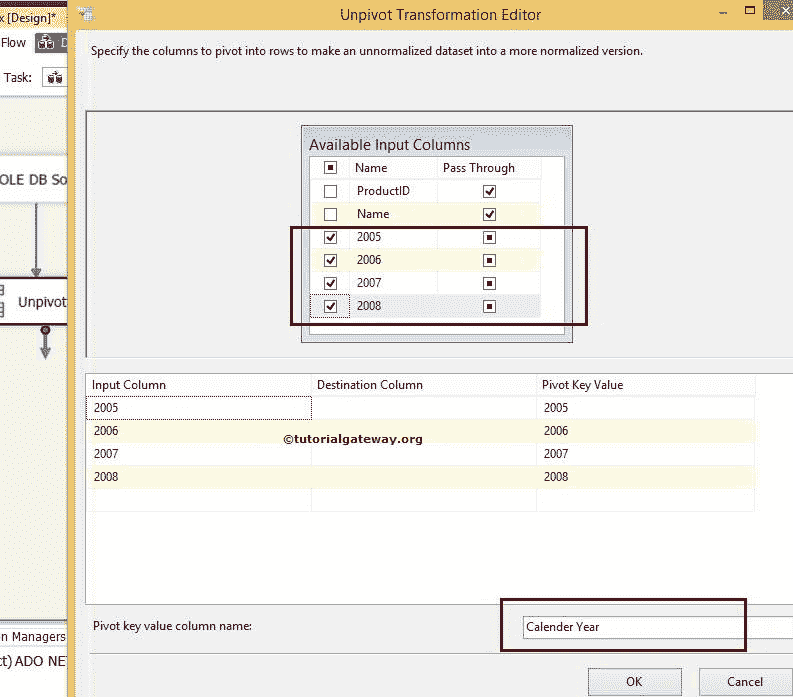 x [Design]*
Unpivot Transformation Editor
Flow
Specify the columns to pivot into rows to make an unnormalized dataset into a more normalized version.
Task:
Available Input Columns
Name Pass Through
ProductID
OLE DB So
Name
2005
2006
2007
Unpivot
2008
Input Column Destination Column Pivot Key Value
2005 2005
2006 2006
©tutorialgateway.org
2007 2007
2008 2008
Pivot key value column name: Calender Year
n Managers
ct) ADO NE
OK Cancel